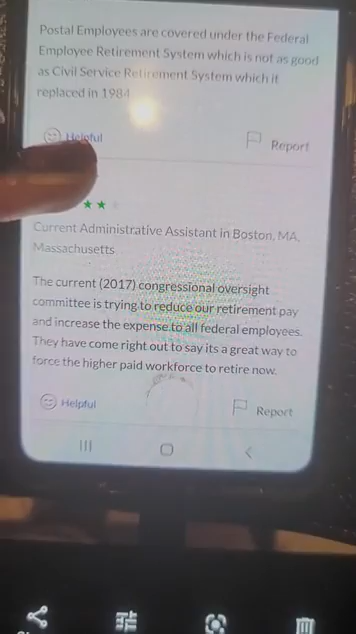 Postal Employees are covered under the Federal
Employee Retirement System which is not as good
as Civil Service Retirement System which it
replaced in 1984
Helpful
Report
Current Administrative Assistant in Boston, MA,
Massachusetts
The current (2017) congressional oversight
committee is trying to reduce our retirement pay
and increase the expense to all federal employees.
They have come right out to say its a great way to
force the higher paid workforce to retire now.
Helpful
Report